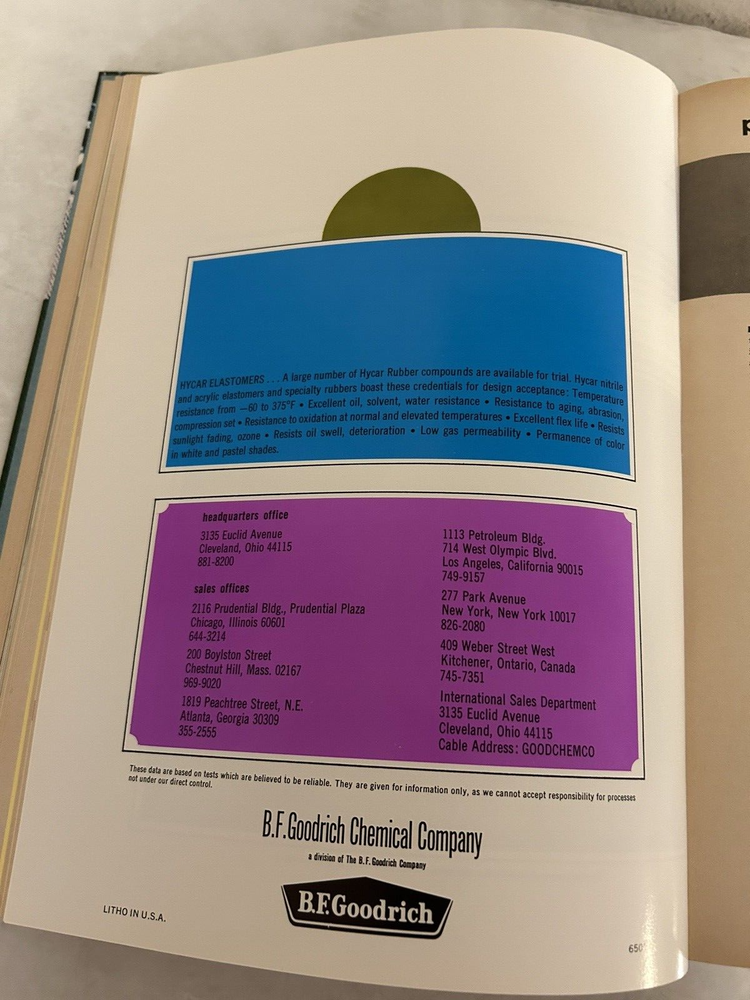 HYCAR ELASTOMERS . . . A large number of Hycar Rubber compounds are available for trial. Hycar nitrile
and acrylic elastomers and specialty rubbers boast these credentials for design acceptance: Temperature
resistance from —60 to 375°F • Excellent oil, solvent, water resistance • Resistance to aging, abrasion,
compression set • Resistance to oxidation at normal and elevated temperatures • Excellent flex life • Resists
sunlight fading, ozone • Resists oil swell, deterioration • Low gas permeability • Permanence of color
in white and pastel shades.
headquarters office
3135 Euclid Avenue
Cleveland, Ohio 44115
881-8200
sales offices
2116 Prudential Bldg., Prudential Plaza
Chicago, Illinois 60601
644-3214
200 Boylston Street
Chestnut Hill, Mass. 02167
969-9020
1819 Peachtree Street, N.E.
Atlanta, Georgia 30309
355-2555
1113 Petroleum Bldg.
714 West Olympic Blvd.
Los Angeles, California 90015
749-9157
277 Park Avenue
New York, New York 10017
826-2080
409 Weber Street West
Kitchener, Ontario, Canada
745-7351
International Sales Department
3135 Euclid Avenue
Cleveland, Ohio 44115
Cable Address: GOODCHEMCO
These data are based on tests which are believed to be reliable. They are given for information only, as we cannot accept responsibility for processes
not under our direct control.
B.F.Goodrich Chemical Company
a division of The B.F. Goodrich Company
B.F.Goodrich
LITHO IN U.S.A.
650